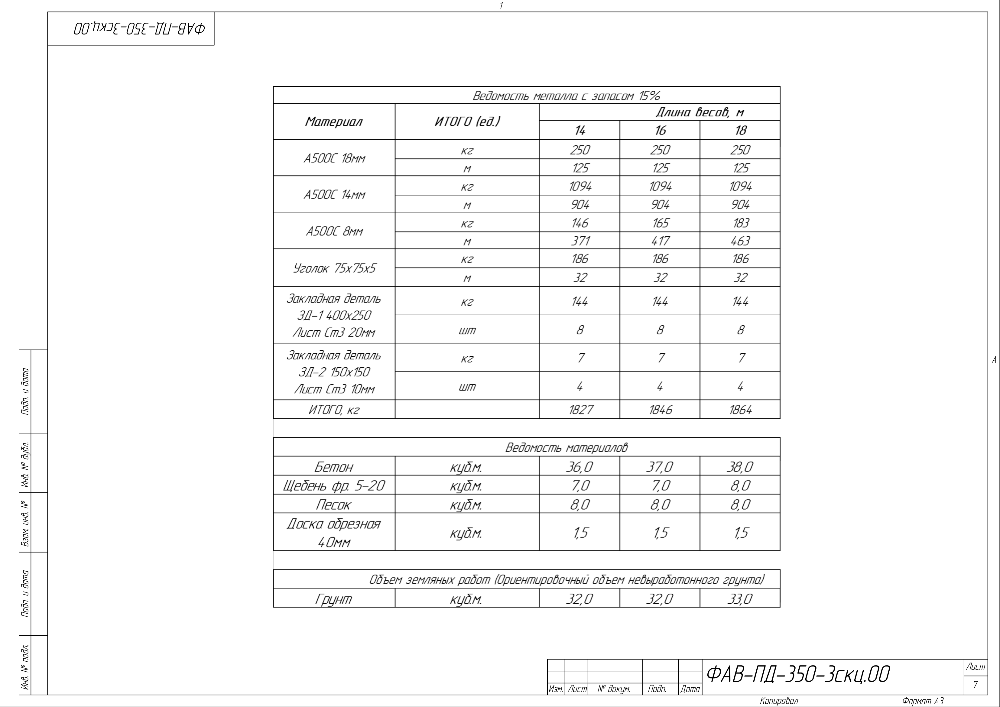 1
ФАВ-ПД-350-3скц.00
Ведомость металла с запасом 15%
Материал ИТОГО (ед.) Длина весов, м
14 16 18
А500С 18мм кг 250 250 250
м 125 125 125
А500С 14мм кг 1094 1094 1094
м 904 904 904
А500С 8мм кг 146 165 183
м 371 417 463
Уголок 75х75х5 кг 186 186 186
м 32 32 32
Закладная деталь
ЗД-1 400х250
Лист Ст3 20мм
кг 144 144 144
шт 8 8 8
Закладная деталь
ЗД-2 150х150
Лист Ст3 10мм
кг 7 7 7
шт 4 4 4
ИТОГО, кг 1827 1846 1864
Ведомость материалов
Бетон куб.м. 36,0 37,0 38,0
Щебень фр. 5-20 куб.м. 7,0 7,0 8,0
Песок куб.м. 8,0 8,0 8,0
Доска обрезная
40мм
куб.м. 1,5 1,5 1,5
Объем земляных работ (Ориентировочный объем невыработонного грунта)
Грунт куб.м. 32,0 32,0 33,0
А
Подп. и дата
Инв. № дубл.
Взам. инв. №
Подп. и дата
Инв. № подл.
Изм. Лист № докум. Подп. Дата
ФАВ-ПД-350-3скц.00
Лист
7
Копировал Формат А3